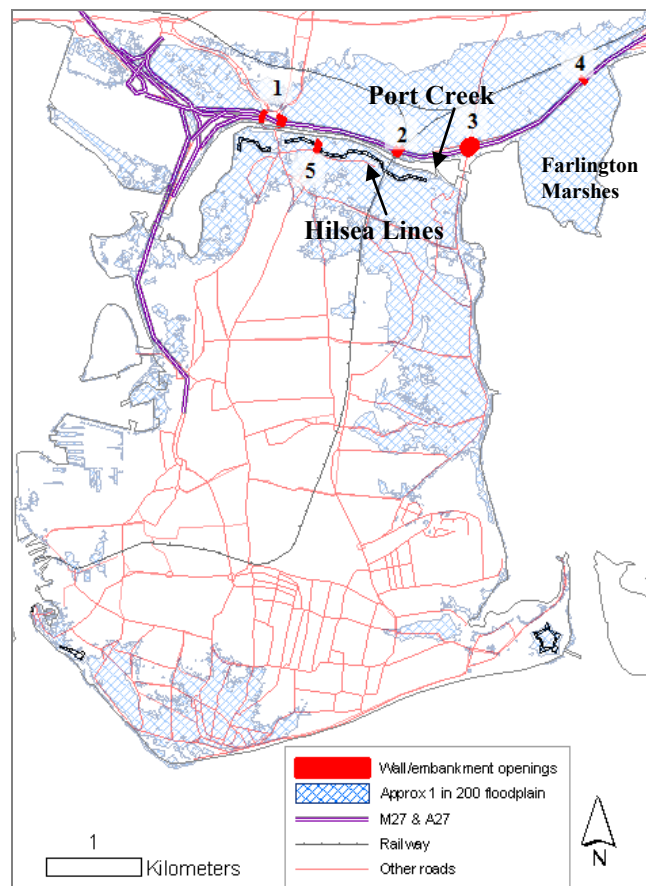 4
1
Port Creek
3
2
5
Farlington
Marshes
Hilsea Lines
Wall/embankment openings
Approx 1 in 200 floodplain
M27 & A27
Railway
Other roads
1
Kilometers
N